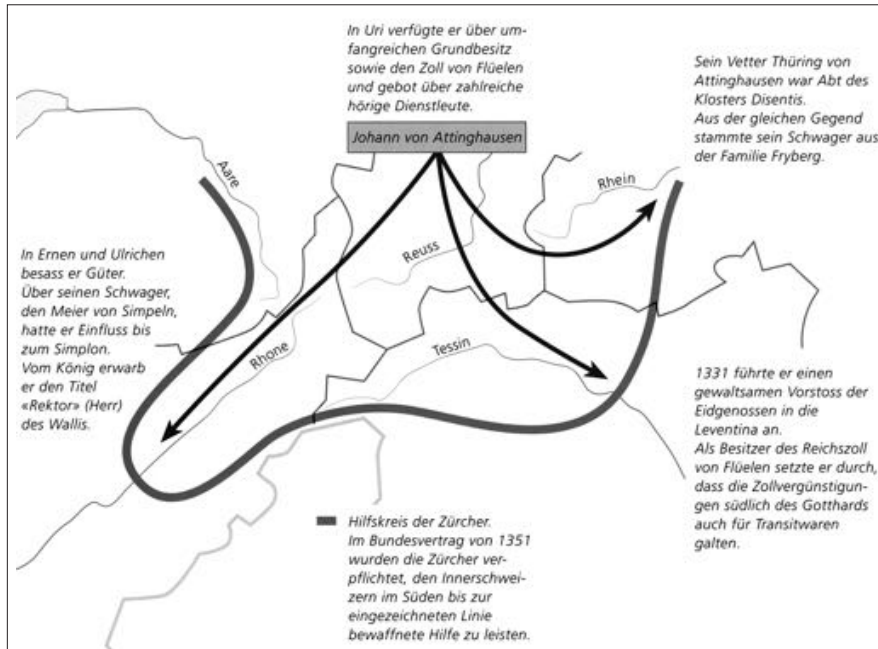 In Uri verfügte er über um-
fangreichen Grundbesitz
sowie den Zoll von Flüelen
und gebot über zahlreiche
hörige Dienstleute.
Johann von Attinghausen
Sein Vetter Thüring von
Attinghausen war Abt des
Klosters Disentis.
Aus der gleichen Gegend
stammte sein Schwager aus
der Familie Fryberg.
Aare
Rhein
Reuss
Rhone
Tessin
In Ernen und Ulrichen
besass er Güter.
Über seinen Schwager,
den Meier von Simpeln,
hatte er Einfluss bis
zum Simplon.
Vom König erwarb
er den Titel
«Rektor» (Herr)
des Wallis.
1331 führte er einen
gewaltsamen Vorstoss der
Eidgenossen in die
Leventina an.
Als Besitzer des Reichszoll
von Flüelen setzte er durch,
dass die Zollvergünstigun-
gen südlich des Gotthards
auch für Transitwaren
galten.
Hilfskreis der Zürcher.
Im Bundesvertrag von 1351
wurden die Zürcher ver-
pflichtet, den Innerschwei-
zern im Süden bis zur
eingezeichneten Linie
bewaffnete Hilfe zu leisten.